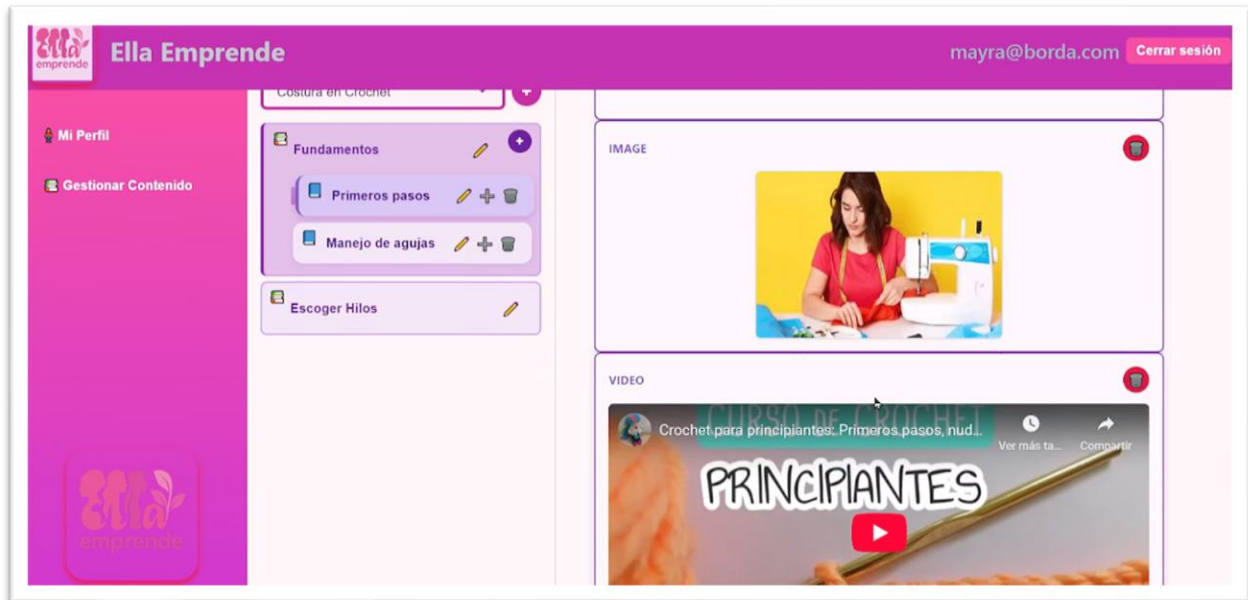 Ella
emprende
Ella Emprende
mayra@borda.com
Cerrar sesión
Mi Perfil
Gestionar Contenido
Ella
emprende
Costura en Crochet
Fundamentos
Primeros pasos
Manejo de agujas
Escoger Hilos
IMAGE
VIDEO
CURSO DE CROCHET
Crochet para principiantes: Primeros pasos, nud...
Ver más ta...
Compartir
PRINCIPIANTES